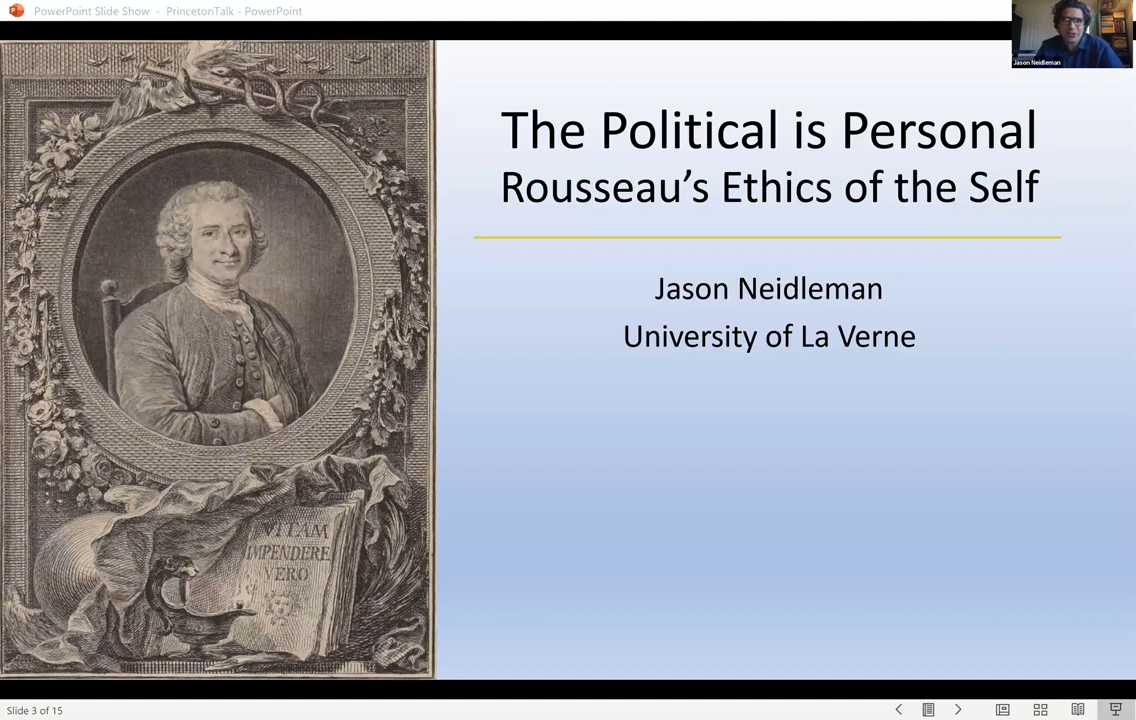 PowerPoint Slide Show - PrincetonTalk - PowerPoint
Jason Neidleman
The Political is Personal
Rousseau's Ethics of the Self
Jason Neidleman
University of La Verne
VITAM
IMPENDERE
VERO
Slide 3 of 15